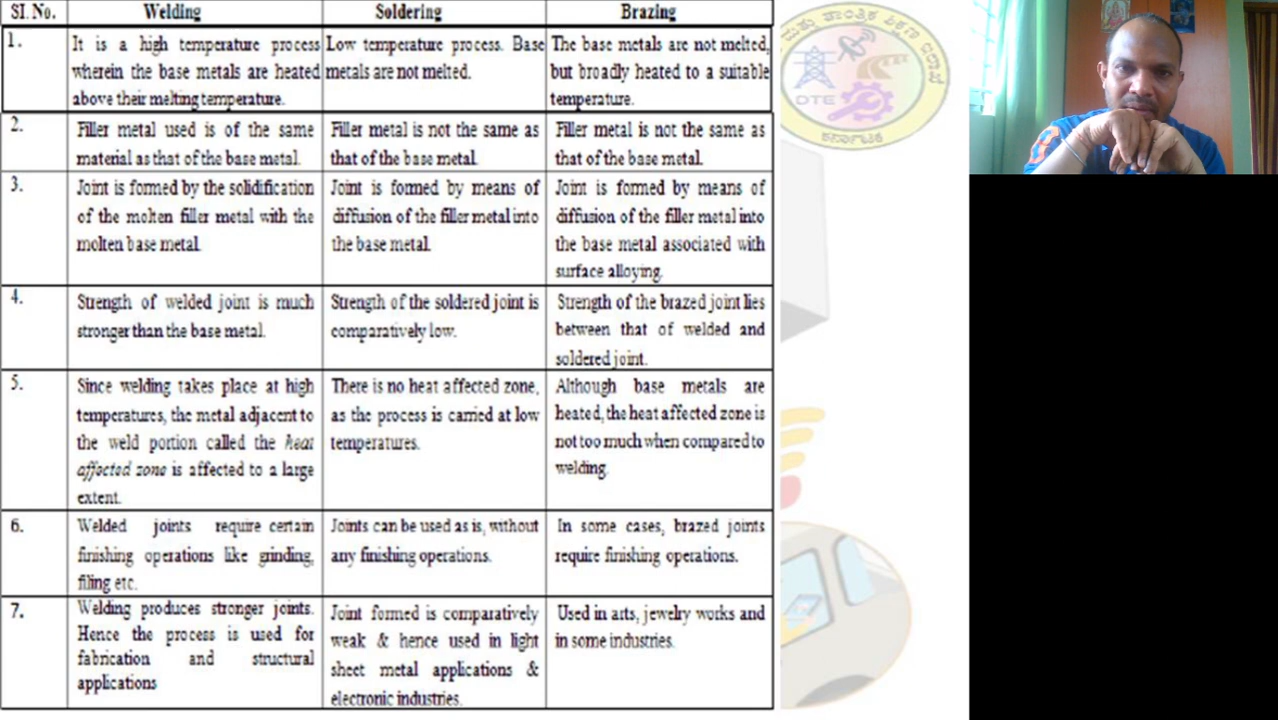 SI. No. Welding Soldering Brazing
1.
It is a high temperature process
wherein the base metals are heated
above their melting temperature.
Low temperature process. Base
metals are not melted.
The base metals are not melted,
but broadly heated to a suitable
temperature.
2.
Filler metal used is of the same
material as that of the base metal.
Filler metal is not the same as
that of the base metal.
Filler metal is not the same as
that of the base metal.
3.
Joint is formed by the solidification
of the molten filler metal with the
molten base metal.
Joint is formed by means of
diffusion of the filler metal into
the base metal.
Joint is formed by means of
diffusion of the filler metal into
the base metal associated with
surface alloying.
4.
Strength of welded joint is much
stronger than the base metal.
Strength of the soldered joint is
comparatively low.
Strength of the brazed joint lies
between that of welded and
soldered joint.
5.
Since welding takes place at high
temperatures, the metal adjacent to
the weld portion called the heat
affected zone is affected to a large
extent.
There is no heat affected zone,
as the process is carried at low
temperatures.
Although base metals are
heated, the heat affected zone is
not too much when compared to
welding.
6.
Welded joints require certain
finishing operations like grinding,
filing etc.
Joints can be used as is, without
any finishing operations.
In some cases, brazed joints
require finishing operations.
7.
Welding produces stronger joints.
Hence the process is used for
fabrication and structural
applications
Joint formed is comparatively
weak & hence used in light
sheet metal applications &
electronic industries.
Used in arts, jewelry works and
in some industries.
ಮತ್ತು ತಾಂತ್ರಿಕ ಶಿಕ್ಷಣ ಇಲಾಖೆ
DTE
ಕರ್ನಾಟಕ